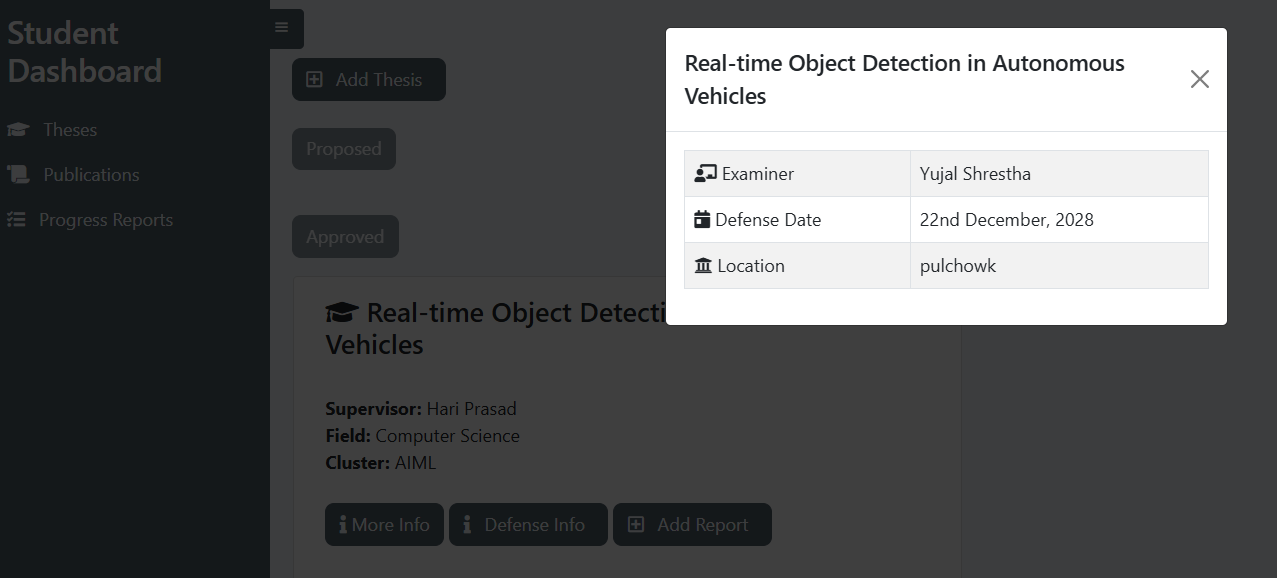 Student
Dashboard
Theses
Publications
Progress Reports
Add Thesis
Proposed
Approved
Real-time Object Detecti
Vehicles
Supervisor: Hari Prasad
Field: Computer Science
Cluster: AIML
More Info Defense Info Add Report
Real-time Object Detection in Autonomous
Vehicles
Examiner Yujal Shrestha
Defense Date 22nd December, 2028
Location pulchowk